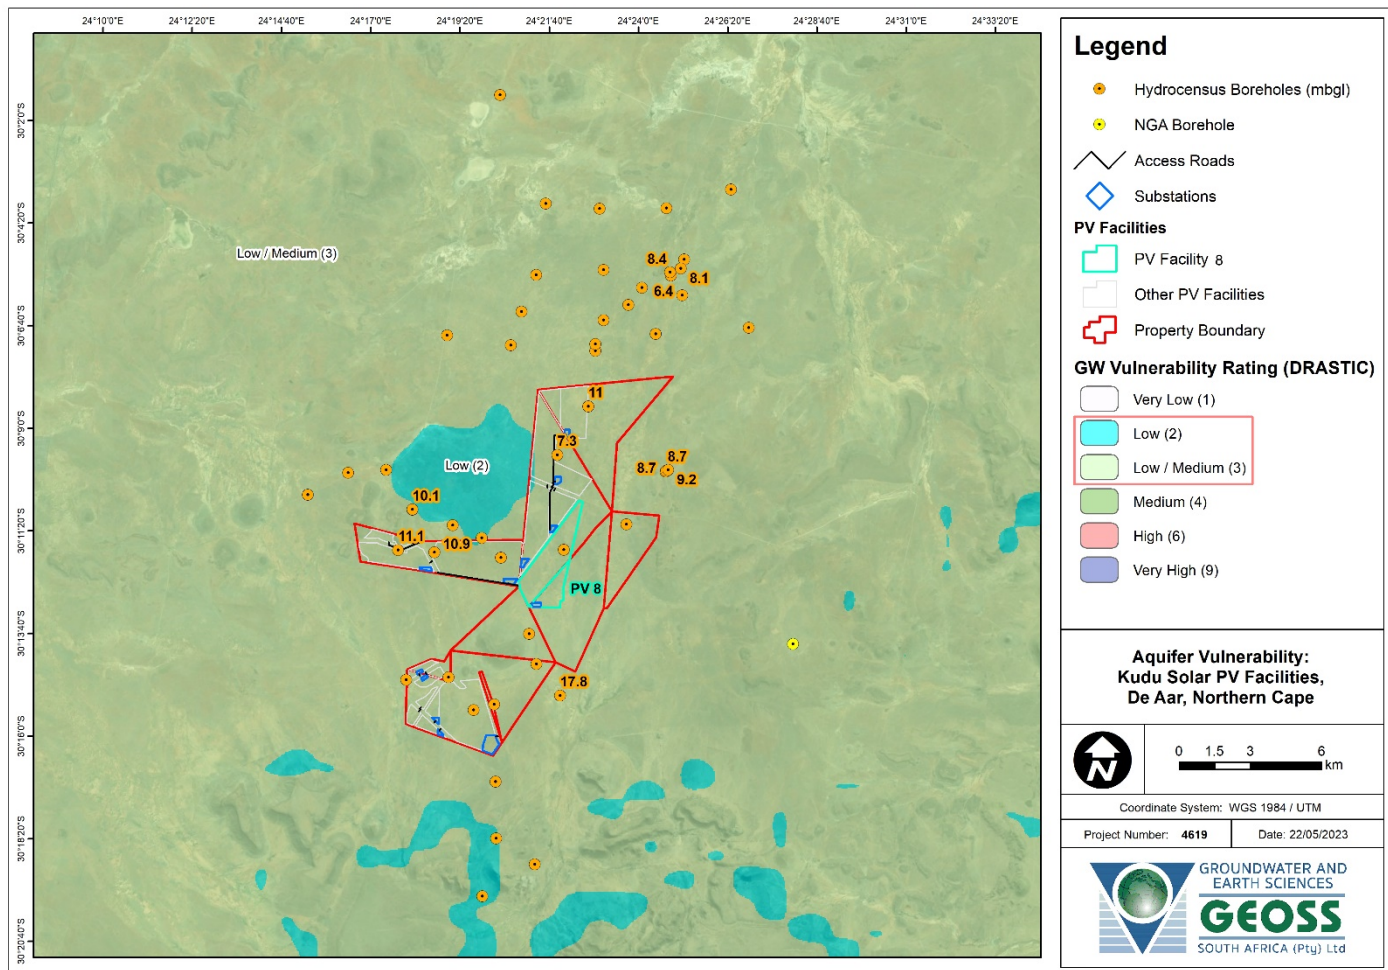 24°10'0"E
24°12'20"E
24°14'40"E
24°17'0"E
24°19'20"E
24°21'40"E
24°24'0"E
24°26'20"E
24°28'40"E
24°31'0"E
24°33'20"E
30°2'0"S
30°4'20"S
30°6'40"S
30°9'0"S
30°11'20"S
30°13'40"S
30°16'0"S
30°18'20"S
30°20'40"S
Low / Medium (3)
8.4
8.1
6.4
11
7.3
Low (2)
8.7
8.7
9.2
10.1
11.1
10.9
PV 8
17.8
Legend
Hydrocensus Boreholes (mbgl)
NGA Borehole
Access Roads
Substations
PV Facilities
PV Facility 8
Other PV Facilities
Property Boundary
GW Vulnerability Rating (DRASTIC)
Very Low (1)
Low (2)
Low / Medium (3)
Medium (4)
High (6)
Very High (9)
Aquifer Vulnerability:
Kudu Solar PV Facilities,
De Aar, Northern Cape
N
0 1.5 3 6
km
Coordinate System: WGS 1984 / UTM
Project Number: 4619
Date: 22/05/2023
GROUNDWATER AND
EARTH SCIENCES
GEOSS
SOUTH AFRICA (Pty) Ltd